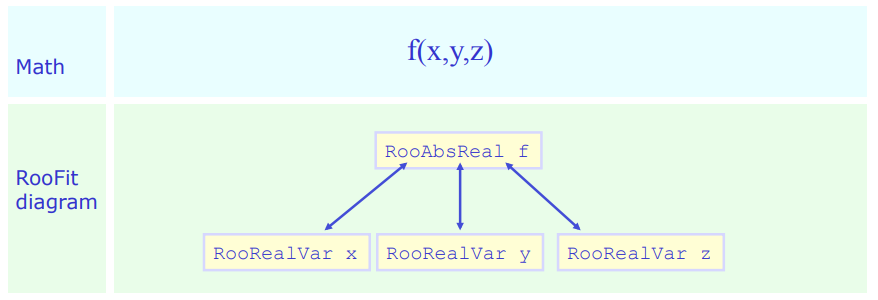 Math
f(x,y,z)
RooFit
diagram
RooAbsReal f
RooRealVar x
RooRealVar y
RooRealVar z